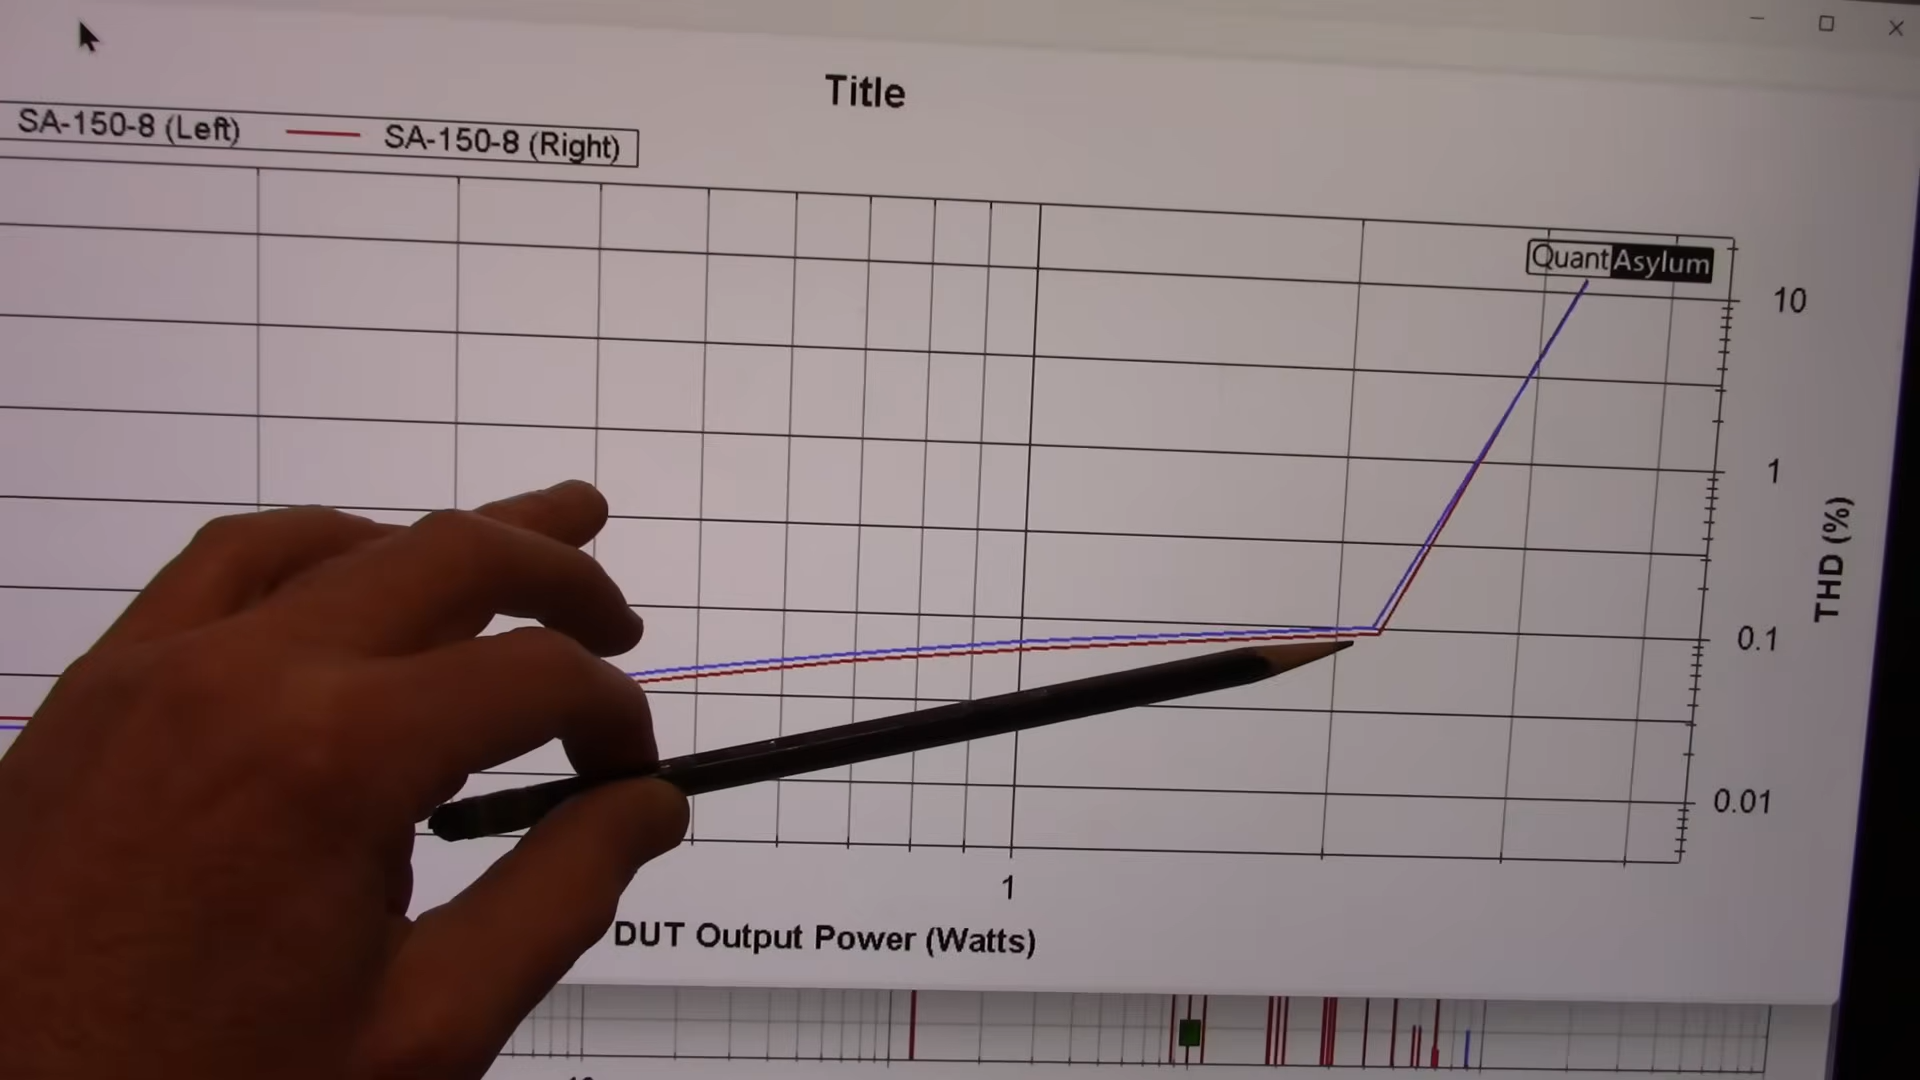 Title
SA-150-8 (Left) SA-150-8 (Right)
QuantAsylum
10
1
0.1
0.01
THD (%)
1
DUT Output Power (Watts)